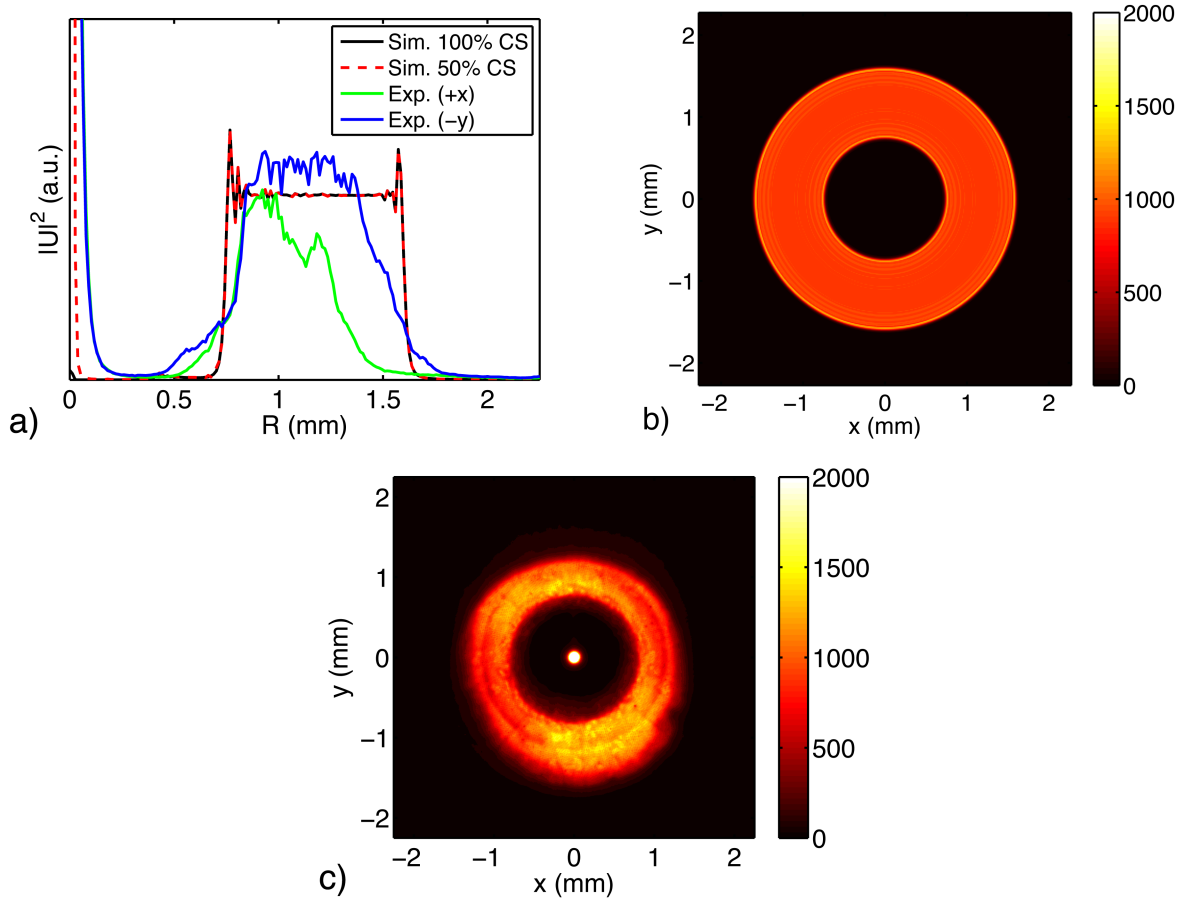 Sim. 100% CS
Sim. 50% CS
Exp. (+x)
Exp. (−y)
|U|² (a.u.)
0 0.5 1 1.5 2
R (mm)
a)
2
1
0
−1
−2
y (mm)
−2 −1 0 1 2
x (mm)
b)
2000
1500
1000
500
0
2
1
0
−1
−2
y (mm)
−2 −1 0 1 2
x (mm)
c)
2000
1500
1000
500
0